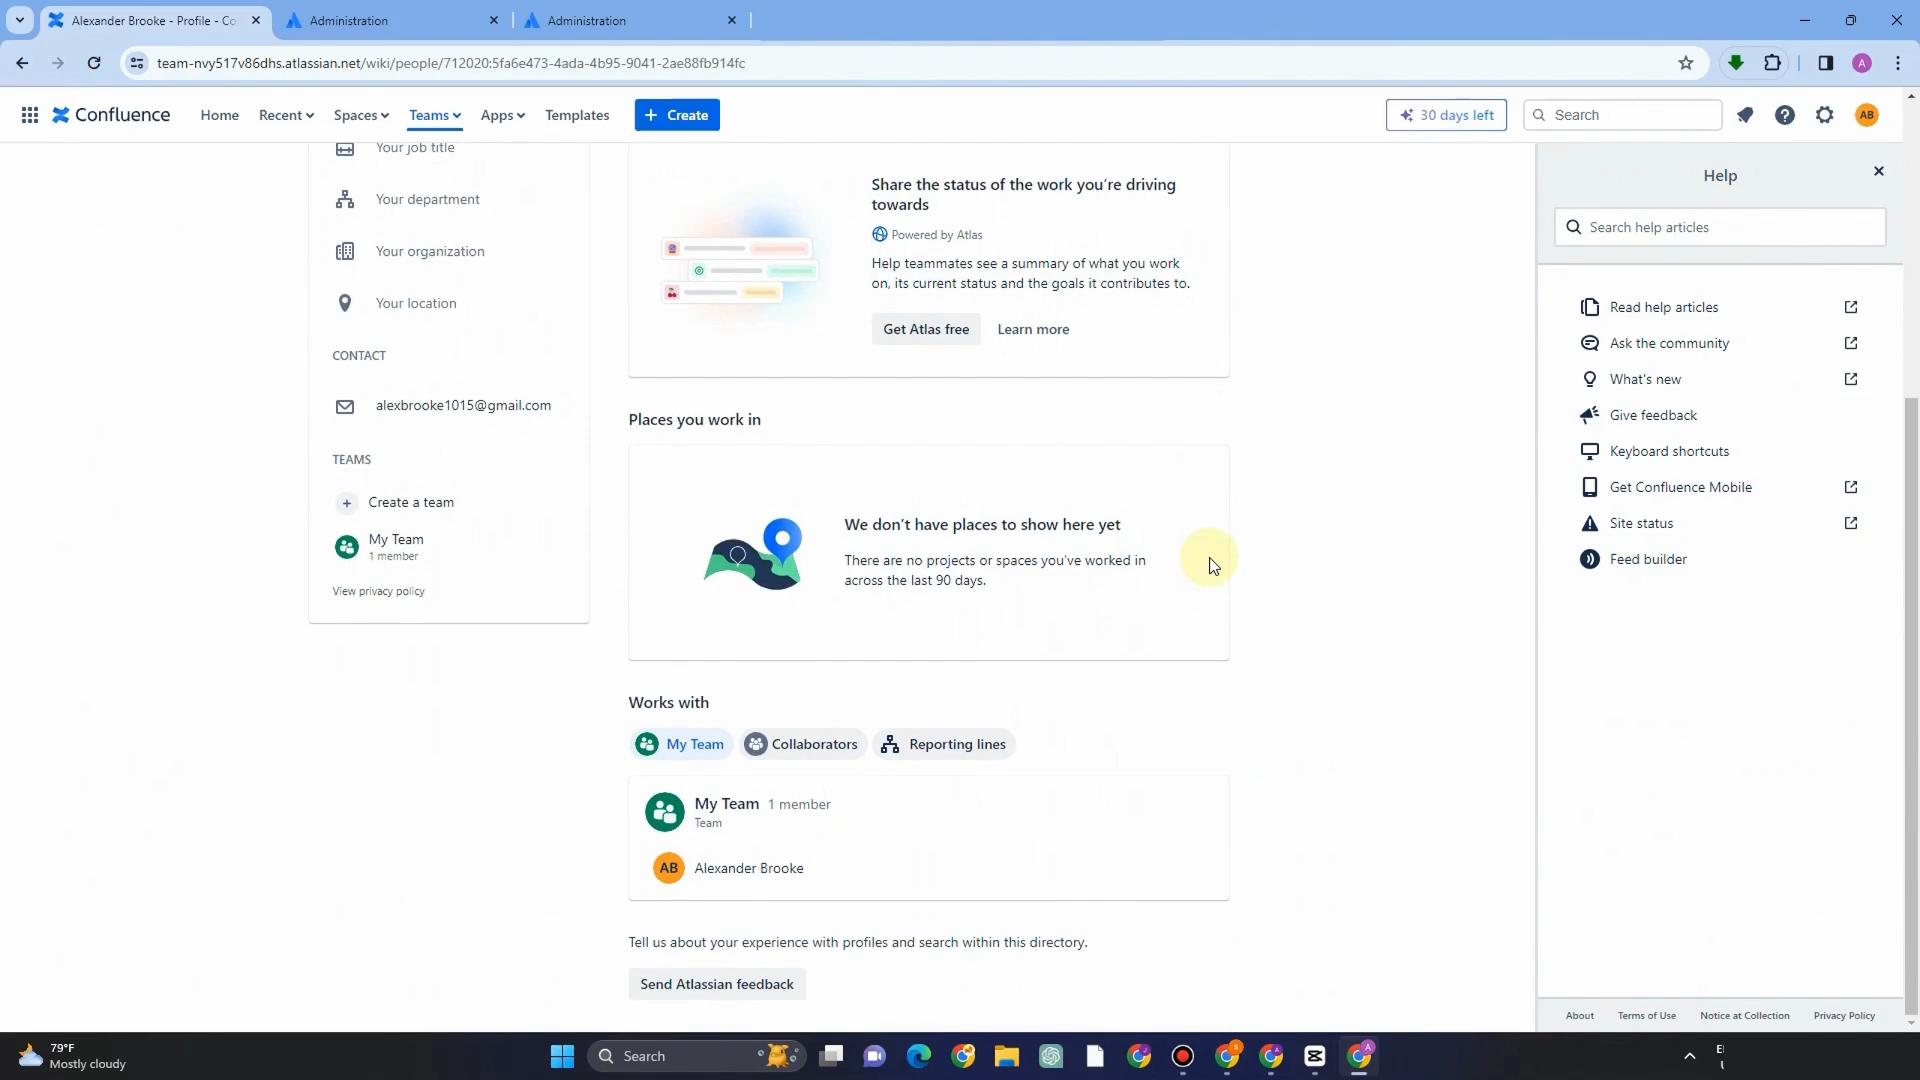 Alexander Brooke - Profile - Co
Administration
Administration
team-nvy517v86dhs.atlassian.net/wiki/people/712020:5fa6e473-4ada-4b95-9041-2ae88fb914fc
A
Confluence
Home
Recent
Spaces
Teams
Apps
Templates
+ Create
30 days left
Search
AB
Your job title
Your department
Your organization
Your location
CONTACT
alexbrooke1015@gmail.com
TEAMS
+ Create a team
My Team
1 member
View privacy policy
Share the status of the work you're driving
towards
Powered by Atlas
Help teammates see a summary of what you work
on, its current status and the goals it contributes to.
Get Atlas free
Learn more
Places you work in
We don't have places to show here yet
There are no projects or spaces you've worked in
across the last 90 days.
Works with
My Team
Collaborators
Reporting lines
My Team 1 member
Team
AB Alexander Brooke
Tell us about your experience with profiles and search within this directory.
Send Atlassian feedback
Help
Search help articles
Read help articles
Ask the community
What's new
Give feedback
Keyboard shortcuts
Get Confluence Mobile
Site status
Feed builder
About
Terms of Use
Notice at Collection
Privacy Policy
79°F
Mostly cloudy
Search